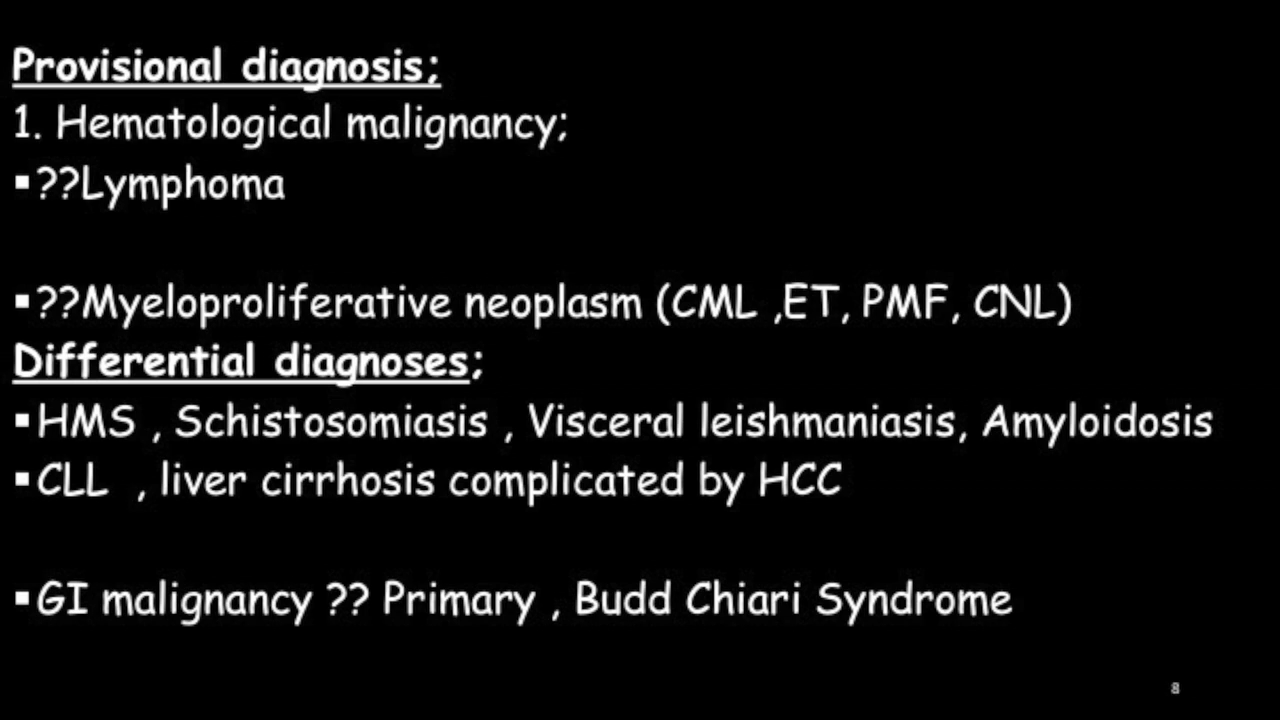 Provisional diagnosis;
1. Hematological malignancy;
▪??Lymphoma
▪??Myeloproliferative neoplasm (CML ,ET, PMF, CNL)
Differential diagnoses;
▪HMS , Schistosomiasis , Visceral leishmaniasis, Amyloidosis
▪CLL , liver cirrhosis complicated by HCC
▪GI malignancy ?? Primary , Budd Chiari Syndrome
8